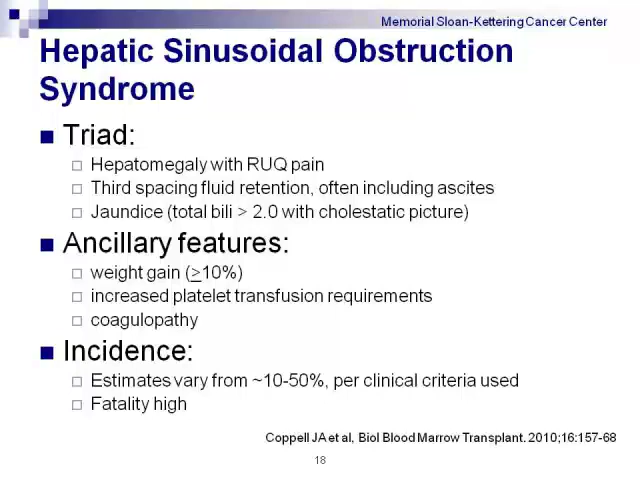 Memorial Sloan-Kettering Cancer Center
Hepatic Sinusoidal Obstruction
Syndrome
Triad:
Hepatomegaly with RUQ pain
Third spacing fluid retention, often including ascites
Jaundice (total bili > 2.0 with cholestatic picture)
Ancillary features:
weight gain (≥10%)
increased platelet transfusion requirements
coagulopathy
Incidence:
Estimates vary from ~10-50%, per clinical criteria used
Fatality high
Coppell JA et al, Biol Blood Marrow Transplant. 2010;16:157-68
18